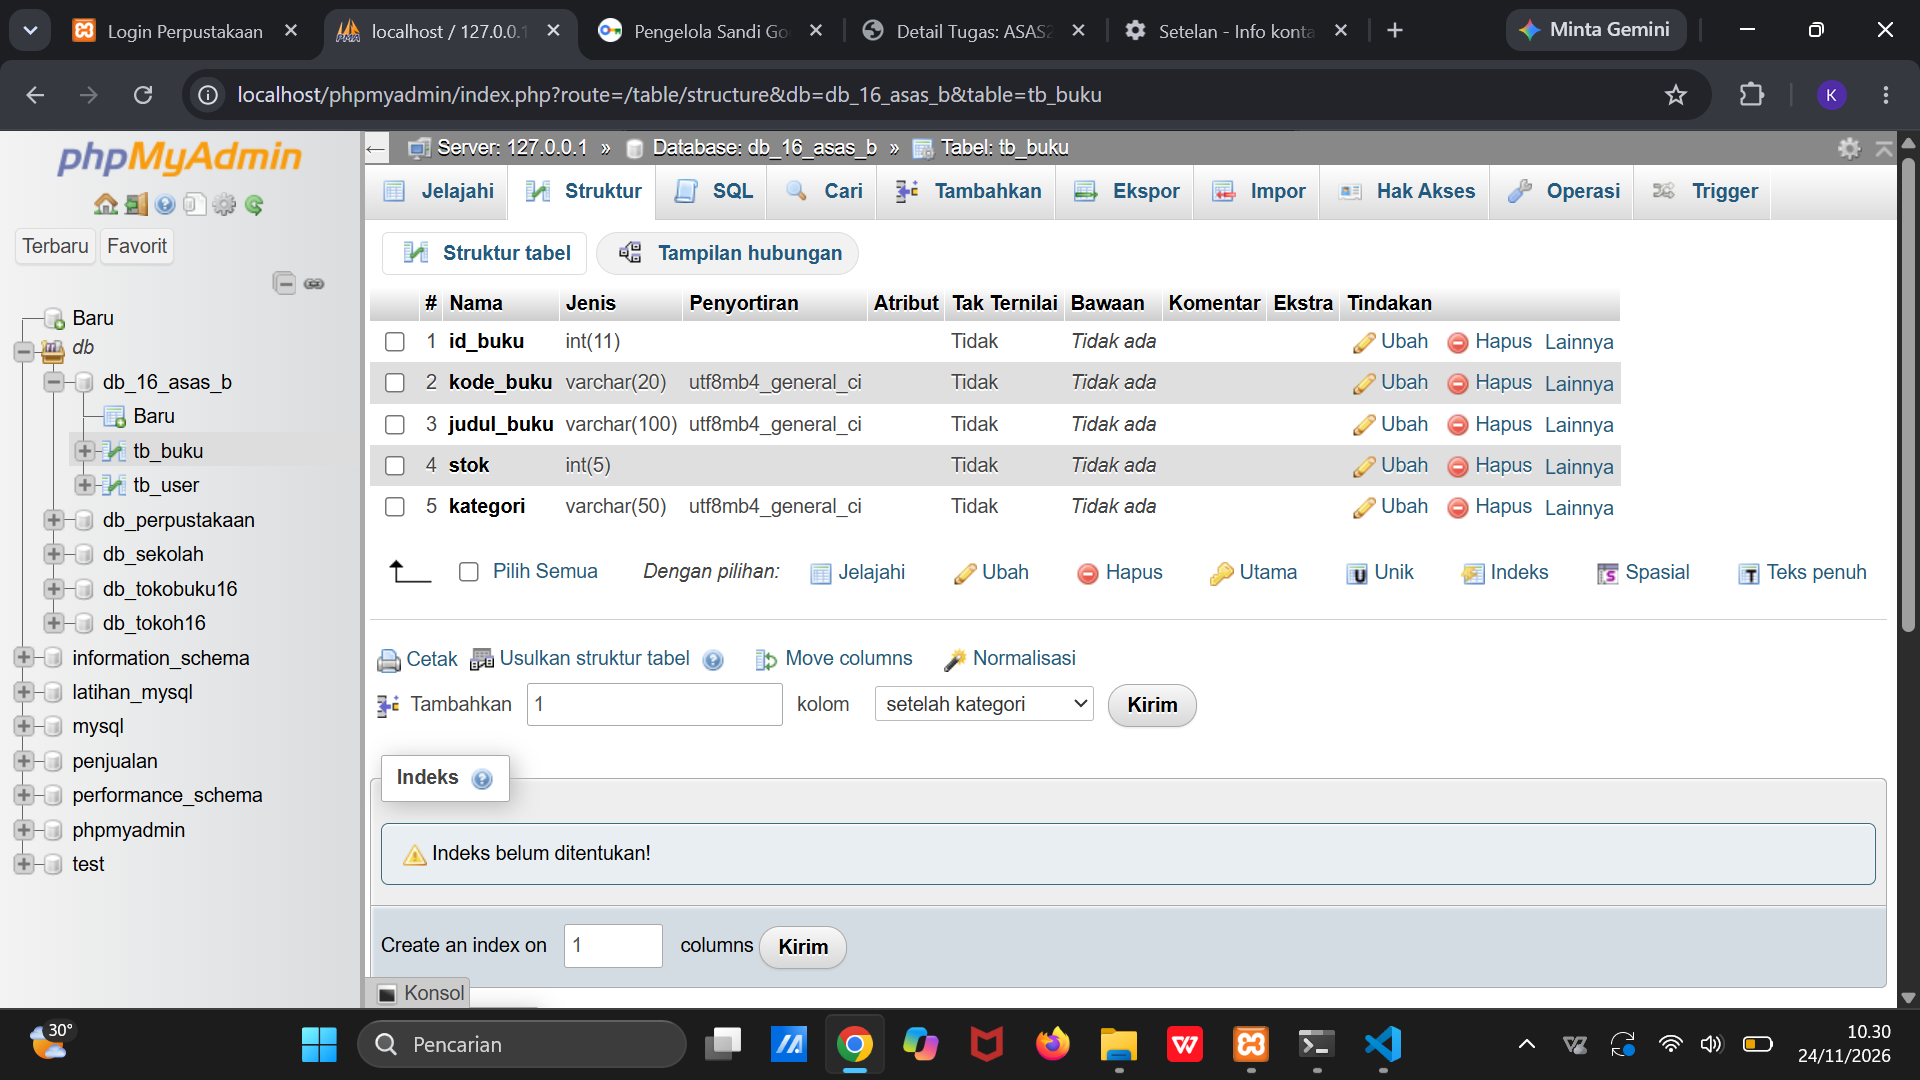 Login Perpustakaan
localhost / 127.0.0.1
Pengelola Sandi Go
Detail Tugas: ASAS2
Setelan - Info konta
Minta Gemini
localhost/phpmyadmin/index.php?route=/table/structure&db=db_16_asas_b&table=tb_buku
K
phpMyAdmin
Terbaru
Favorit
Baru
db
db_16_asas_b
Baru
tb_buku
tb_user
db_perpustakaan
db_sekolah
db_tokobuku16
db_tokoh16
information_schema
latihan_mysql
mysql
penjualan
performance_schema
phpmyadmin
test
Server: 127.0.0.1 » Database: db_16_asas_b » Tabel: tb_buku
Jelajahi Struktur SQL Cari Tambahkan Ekspor Impor Hak Akses Operasi Trigger
Struktur tabel Tampilan hubungan
# Nama Jenis Penyortiran Atribut Tak Ternilai Bawaan Komentar Ekstra Tindakan
1 id_buku int(11) Tidak Tidak ada Ubah Hapus Lainnya
2 kode_buku varchar(20) utf8mb4_general_ci Tidak Tidak ada Ubah Hapus Lainnya
3 judul_buku varchar(100) utf8mb4_general_ci Tidak Tidak ada Ubah Hapus Lainnya
4 stok int(5) Tidak Tidak ada Ubah Hapus Lainnya
5 kategori varchar(50) utf8mb4_general_ci Tidak Tidak ada Ubah Hapus Lainnya
Pilih Semua Dengan pilihan: Jelajahi Ubah Hapus Utama Unik Indeks Spasial Teks penuh
Cetak Usulkan struktur tabel Move columns Normalisasi
Tambahkan 1 kolom setelah kategori Kirim
Indeks
Indeks belum ditentukan!
Create an index on 1 columns Kirim
Konsol
30°
Pencarian
10.30
24/11/2026